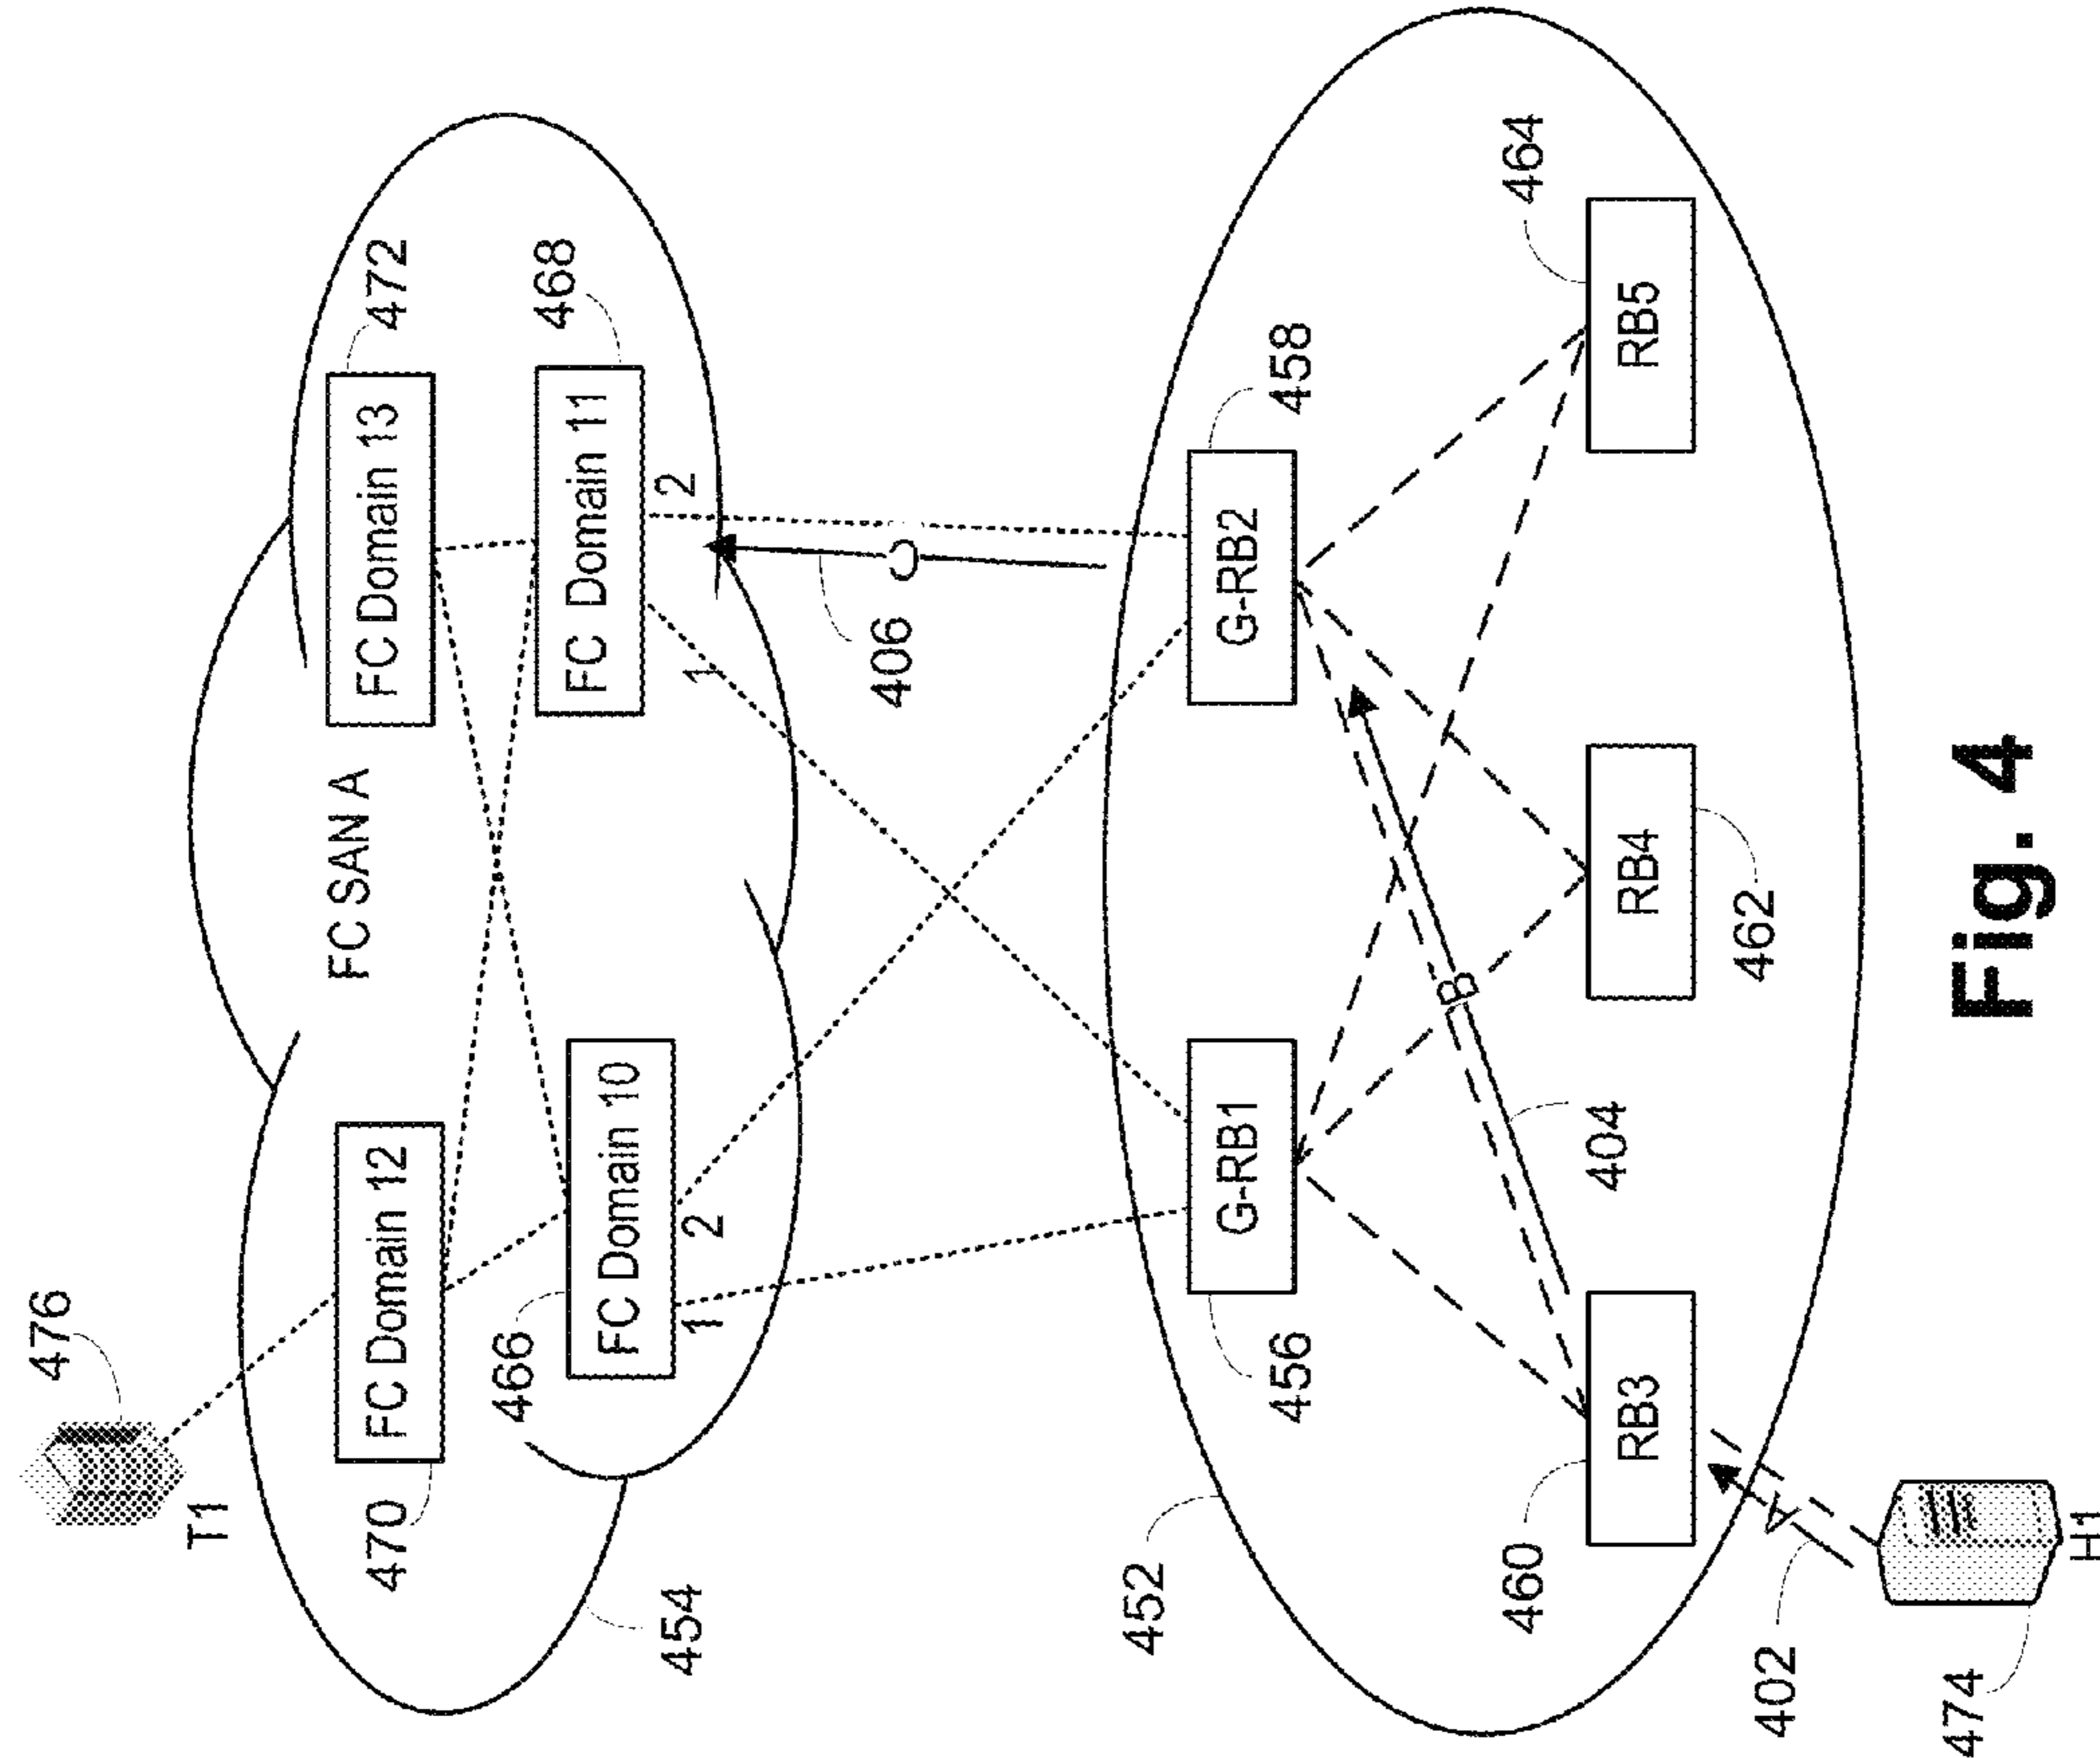 476
T1
FC SAN A
FC Domain 12
FC Domain 13
470
472
466
FC Domain 10
FC Domain 11
468
1
2
1
2
454
406
C
452
456
G-RB1
G-RB2
458
B
404
460
RB3
RB4
RB5
464
462
A
402
474
H1
Fig. 4